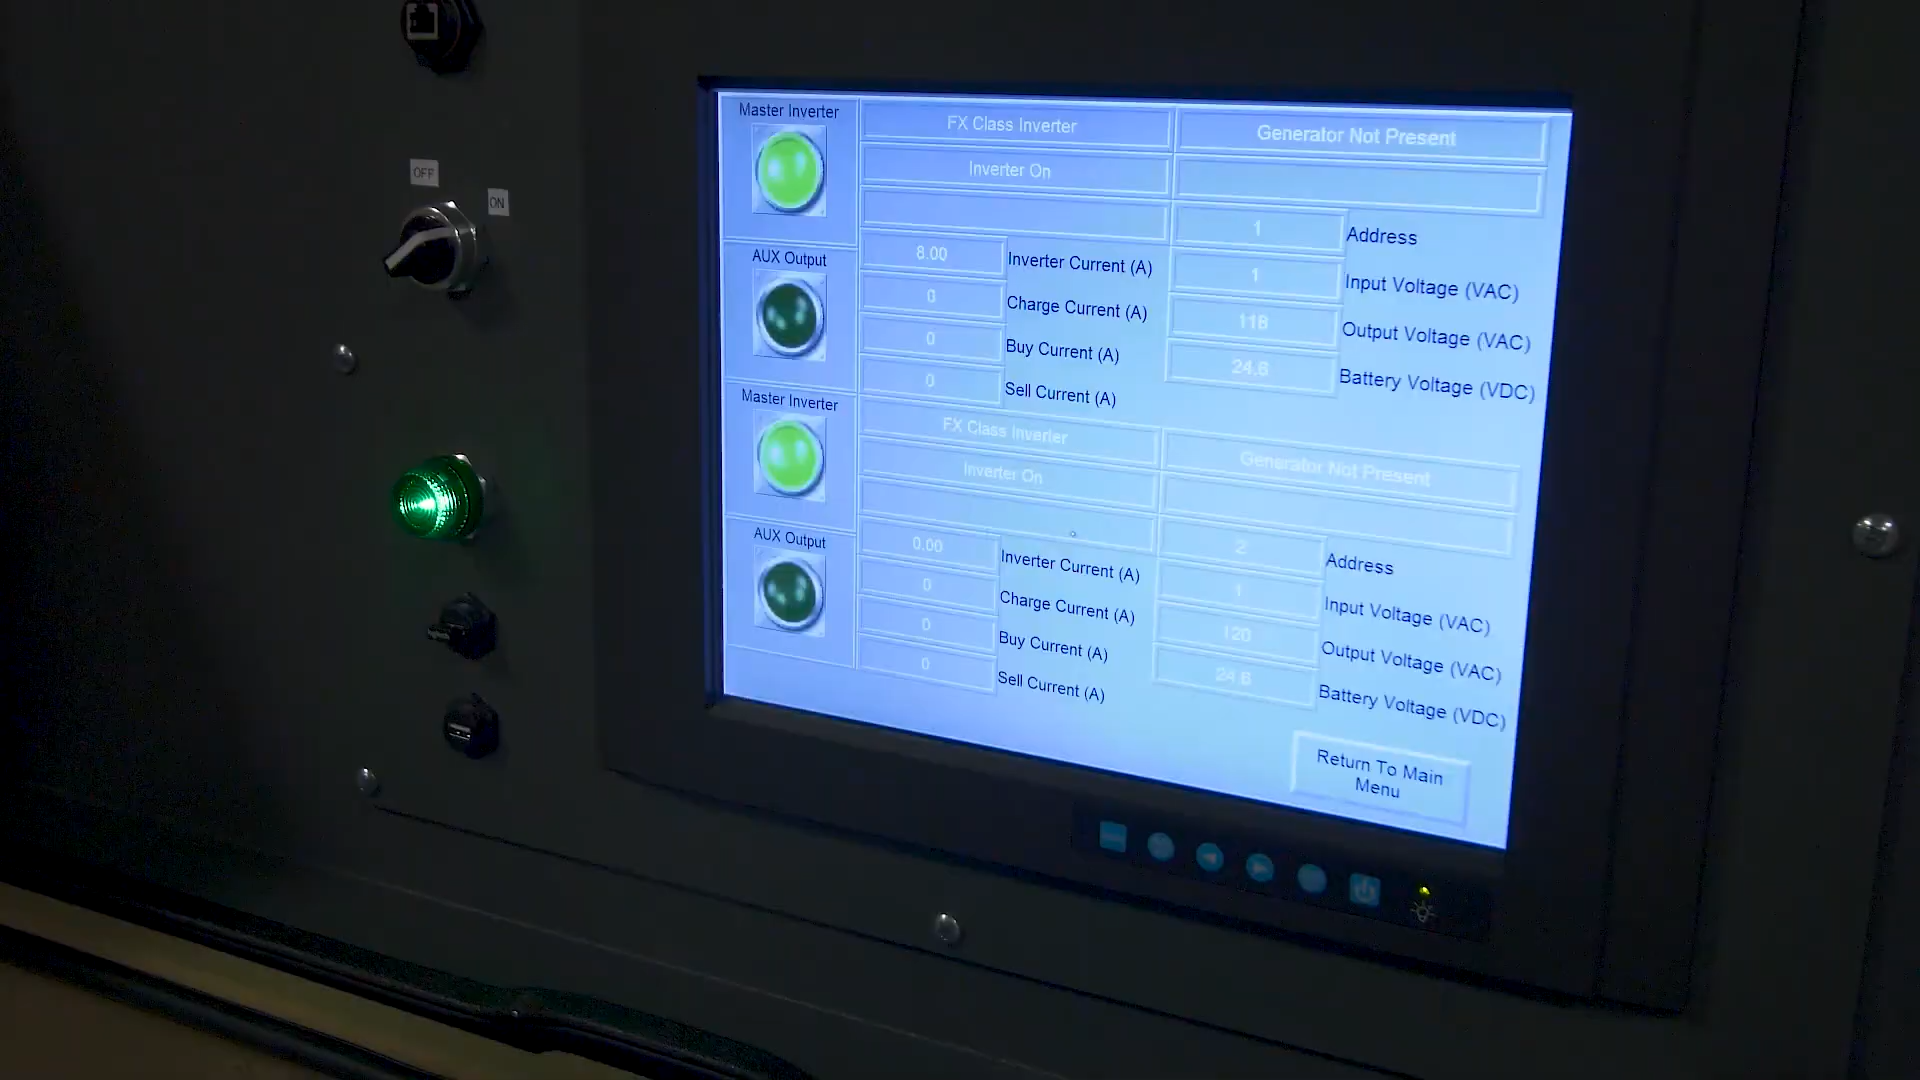 OFF
ON
Master Inverter
FX Class Inverter
Generator Not Present
Inverter On
1
Address
8.00
Inverter Current (A)
1
Input Voltage (VAC)
AUX Output
0
Charge Current (A)
118
Output Voltage (VAC)
0
Buy Current (A)
24.6
Battery Voltage (VDC)
0
Sell Current (A)
Master Inverter
FX Class Inverter
Generator Not Present
Inverter On
2
Address
0.00
Inverter Current (A)
1
Input Voltage (VAC)
AUX Output
0
Charge Current (A)
120
Output Voltage (VAC)
0
Buy Current (A)
24.6
Battery Voltage (VDC)
0
Sell Current (A)
Return To Main
Menu